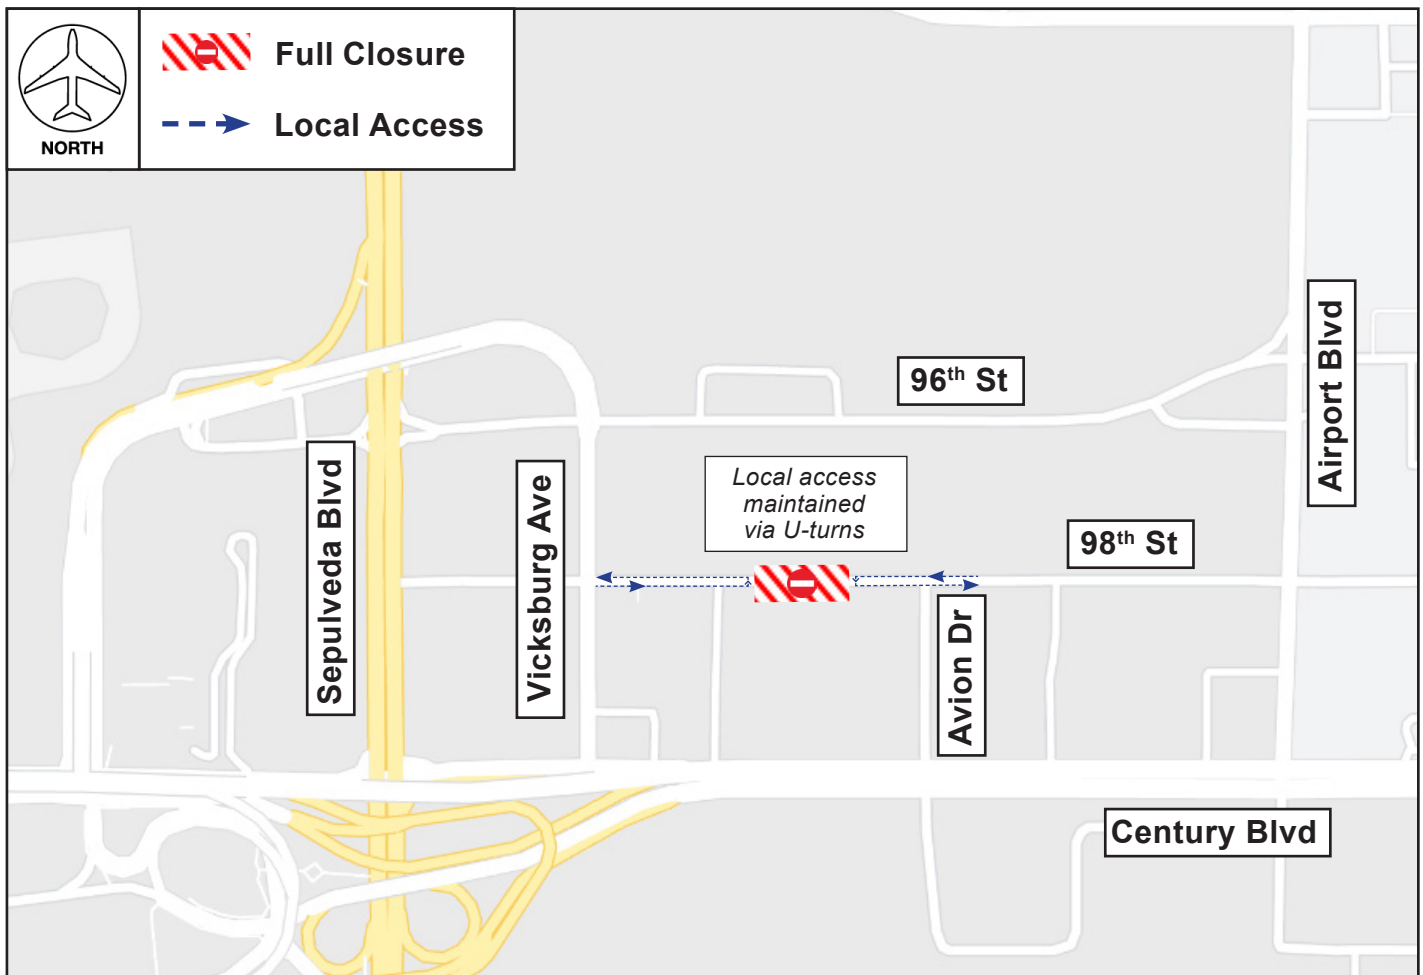 NORTH
Full Closure
Local Access
96th St
Airport Blvd
Sepulveda Blvd
Vicksburg Ave
Local access
maintained
via U-turns
98th St
Avion Dr
Century Blvd